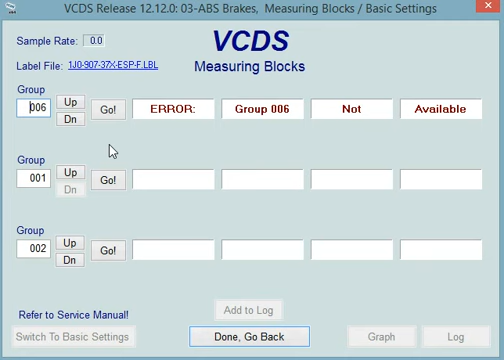 VCDS Release 12.12.0: 03-ABS Brakes,  Measuring Blocks / Basic Settings
Sample Rate: 0.0
VCDS
Label File: 1J0-907-37X-ESP-F.LBL
Measuring Blocks
Group
006 Up Dn Go! ERROR: Group 006 Not Available
Group
001 Up Dn Go!
Group
002 Up Dn Go!
Refer to Service Manual!
Add to Log
Switch To Basic Settings Done, Go Back Graph Log